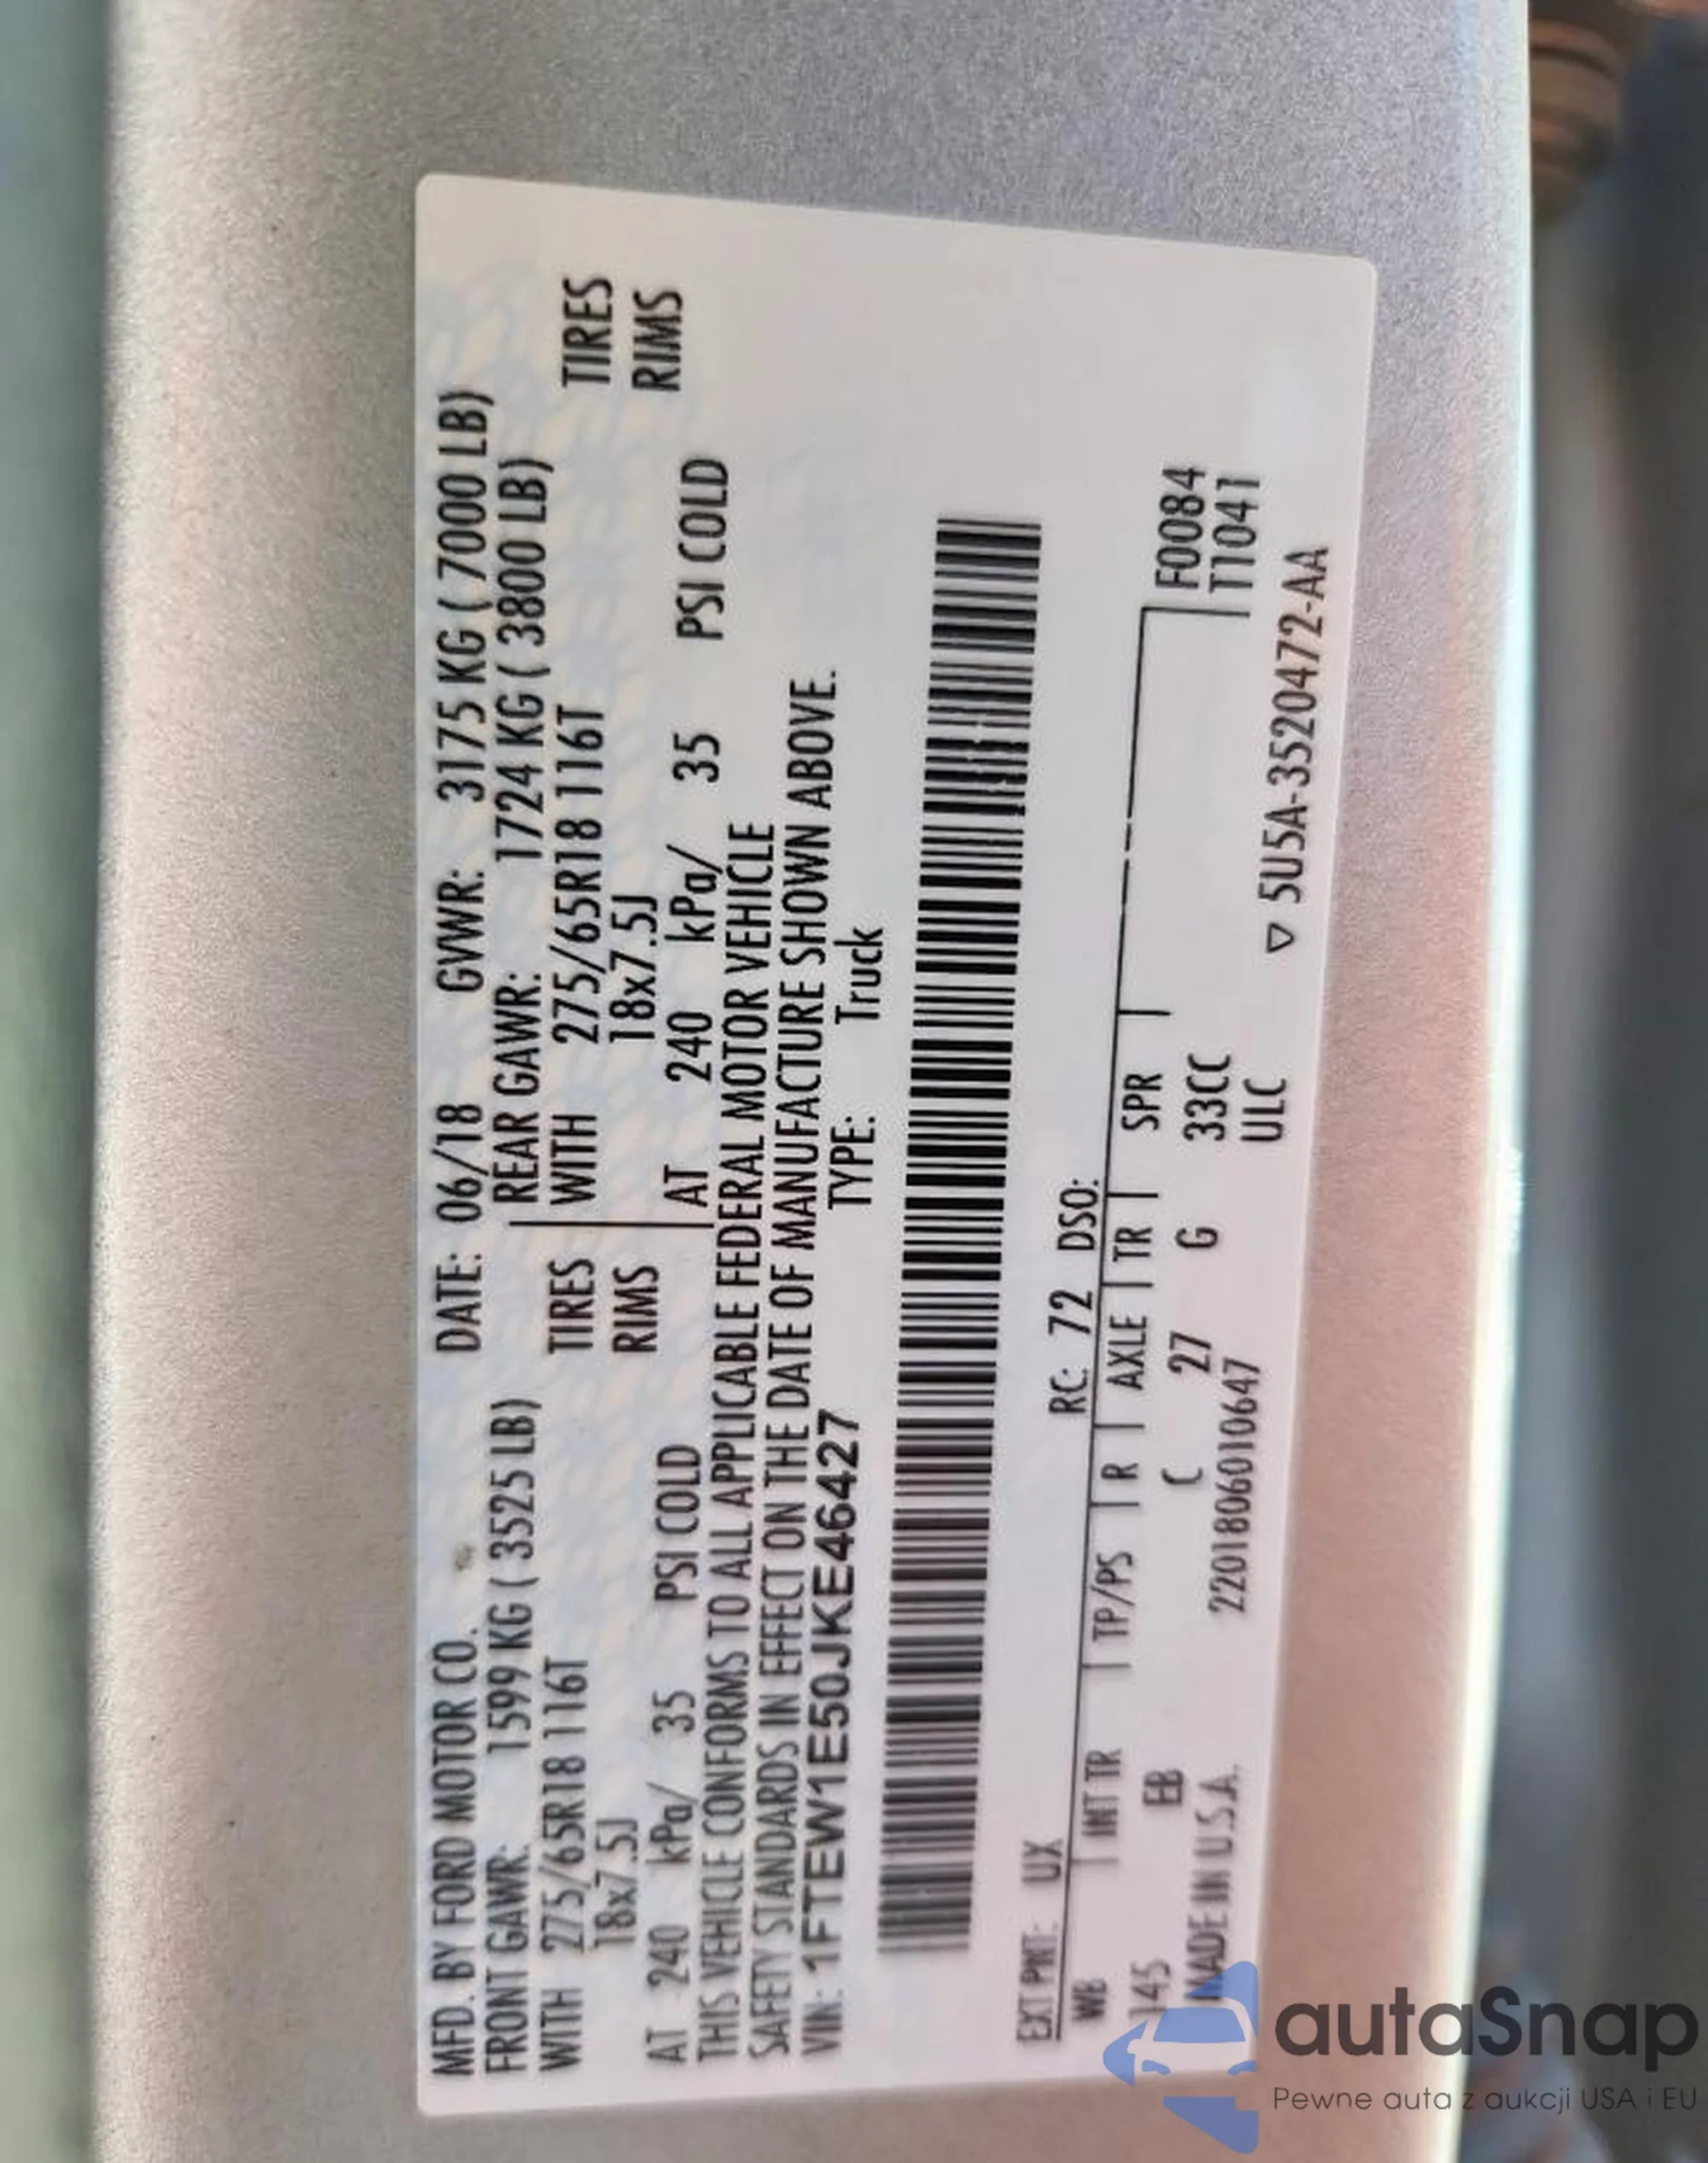 MFD. BY FORD MOTOR CO.
DATE: 06/18 GVWR: 3175 KG ( 7000 LB)
FRONT GAWR: 1599 KG ( 3525 LB) REAR GAWR: 1724 KG ( 3800 LB)
WITH 275/65R18 116T TIRES WITH 275/65R18 116T TIRES
18x7.5J RIMS 18x7.5J RIMS
AT 240 kPa/ 35 PSI COLD AT 240 kPa/ 35 PSI COLD
THIS VEHICLE CONFORMS TO ALL APPLICABLE FEDERAL MOTOR VEHICLE
SAFETY STANDARDS IN EFFECT ON THE DATE OF MANUFACTURE SHOWN ABOVE.
VIN: 1FTEW1E50JKE46427 TYPE: Truck
EXT PNT: UX RC: 72 DSO:
WB INT TR TP/PS R AXLE TR SPR F0084
145 EB C 27 G 33CC T1041
MADE IN U.S.A. 2201806010647 ULC
▽ 5U5A-3520472-AA
autaSnap
Pewne auta z aukcji USA i EU